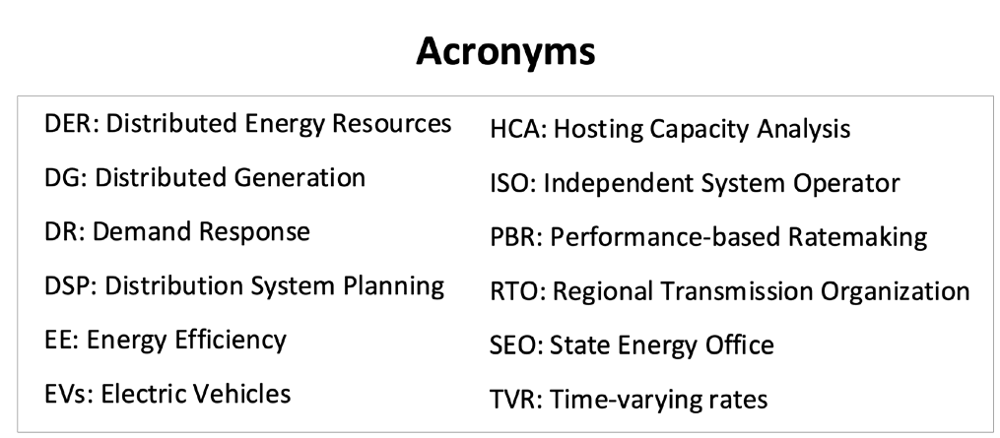 Acronyms
DER: Distributed Energy Resources
DG: Distributed Generation
DR: Demand Response
DSP: Distribution System Planning
EE: Energy Efficiency
EVs: Electric Vehicles
HCA: Hosting Capacity Analysis
ISO: Independent System Operator
PBR: Performance-based Ratemaking
RTO: Regional Transmission Organization
SEO: State Energy Office
TVR: Time-varying rates